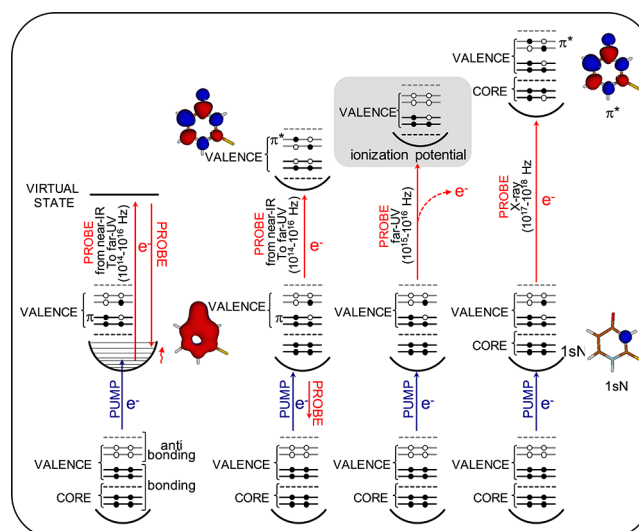 VALENCE
π*
CORE
π*
VALENCE
ionization potential
π*
VALENCE
VIRTUAL
STATE
PROBE
from near-IR
To far-UV
(10¹⁴-10¹⁶ Hz)
e-
PROBE
PROBE
from near-IR
To far-UV
(10¹⁴-10¹⁶ Hz)
e-
PROBE
far-UV
(10¹⁵-10¹⁶ Hz)
e-
PROBE
X-ray
(10¹⁷-10¹⁸ Hz)
e-
VALENCE
π
VALENCE
π
VALENCE
VALENCE
CORE
1sN
1sN
PUMP
e-
PUMP
e-
PROBE
PUMP
e-
PUMP
e-
anti
bonding
VALENCE
bonding
CORE
VALENCE
CORE
VALENCE
CORE
VALENCE
CORE